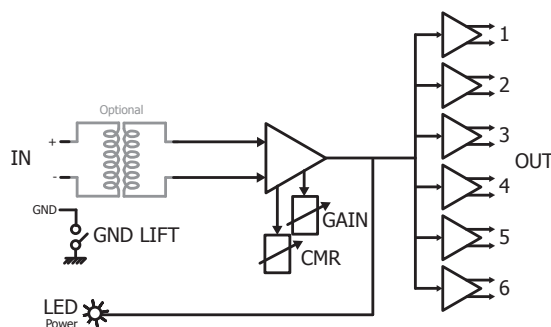 1
2
Optional
+
3
IN
OUT
-
4
GND
GAIN
GND LIFT
5
CMR
6
LED
Power